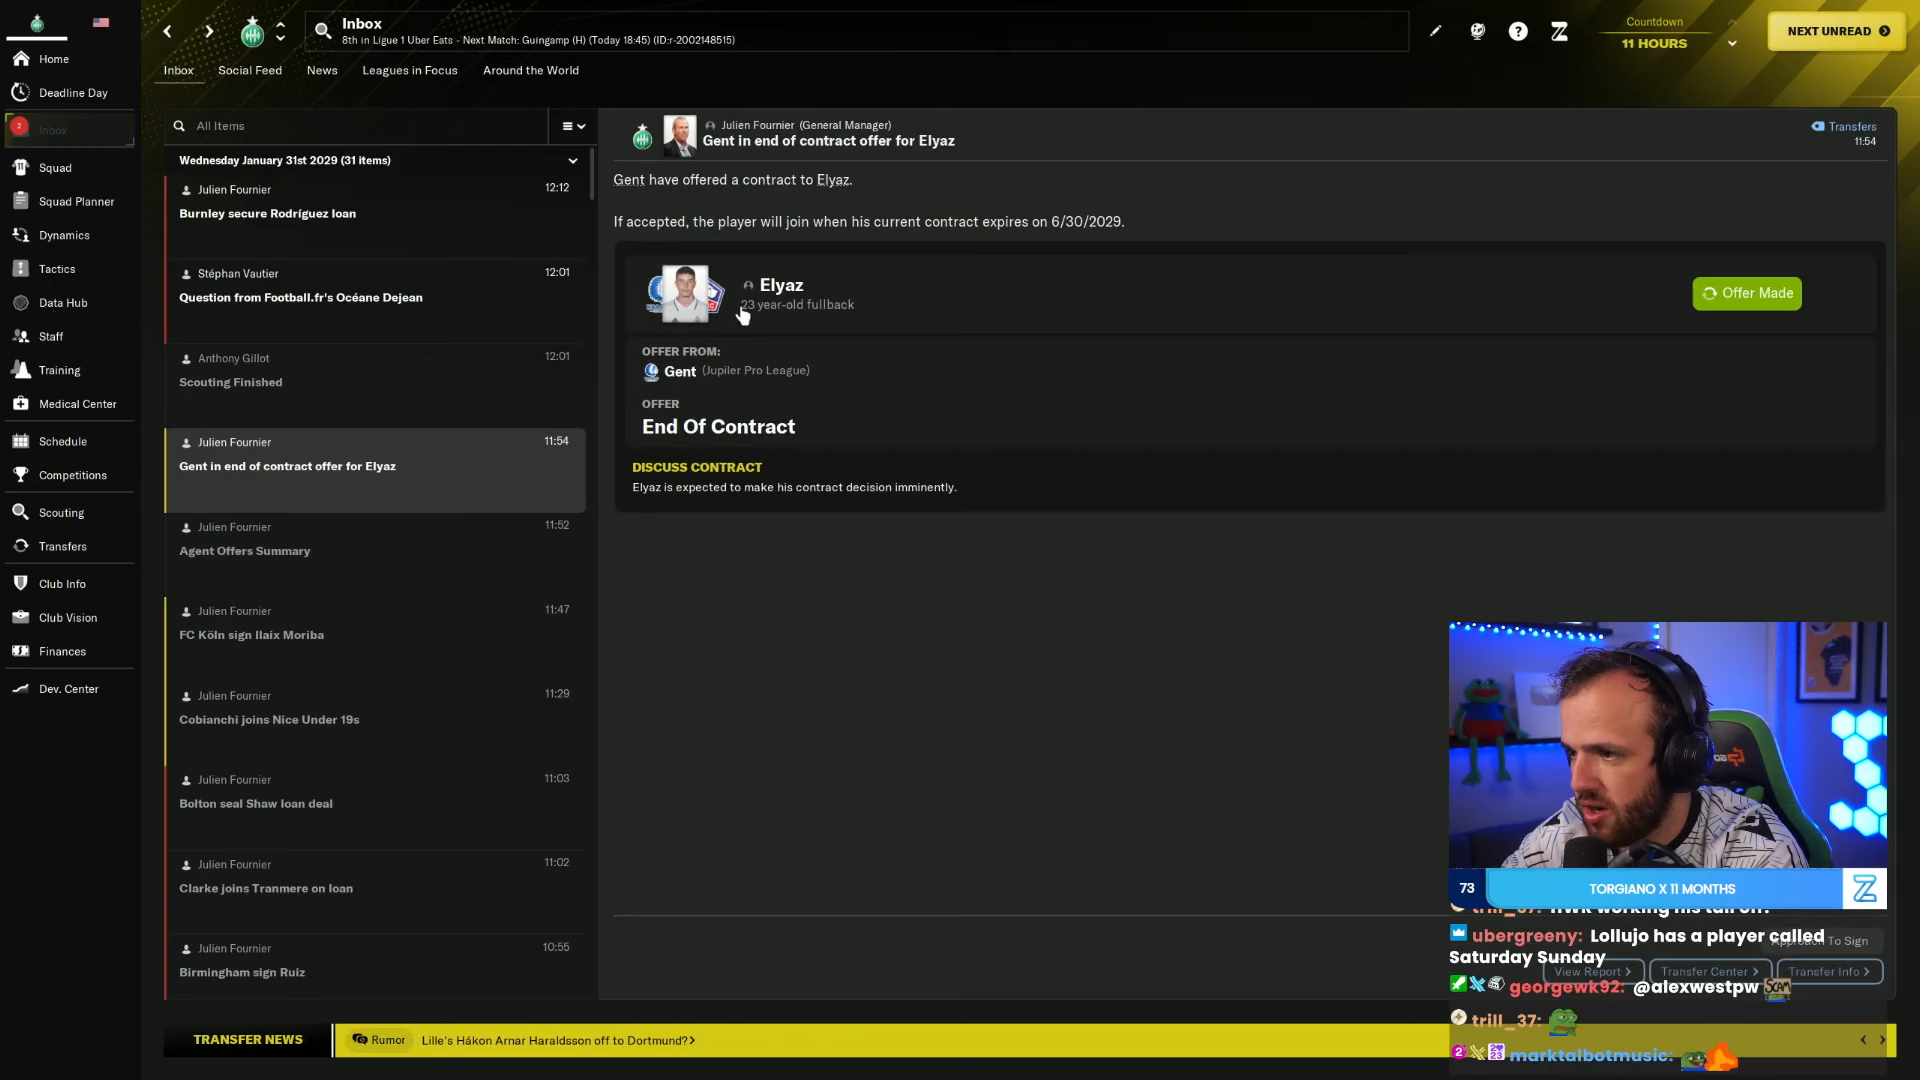 Inbox
8th in Ligue 1 Uber Eats - Next Match: Guingamp (H) (Today 18:45) (ID:r-2002148515)
Countdown
11 HOURS
NEXT UNREAD
Inbox
Social Feed
News
Leagues in Focus
Around the World
Home
Deadline Day
2
Inbox
Squad
Squad Planner
Dynamics
Tactics
Data Hub
Staff
Training
Medical Center
Schedule
Competitions
Scouting
Transfers
Club Info
Club Vision
Finances
Dev. Center
All Items
Wednesday January 31st 2029 (31 items)
Julien Fournier
12:12
Burnley secure Rodríguez loan
Stéphan Vautier
12:01
Question from Football.fr's Océane Dejean
Anthony Gillot
12:01
Scouting Finished
Julien Fournier
11:54
Gent in end of contract offer for Elyaz
Julien Fournier
11:52
Agent Offers Summary
Julien Fournier
11:47
FC Köln sign Ilaix Moriba
Julien Fournier
11:29
Cobianchi joins Nice Under 19s
Julien Fournier
11:03
Bolton seal Shaw loan deal
Julien Fournier
11:02
Clarke joins Tranmere on loan
Julien Fournier
10:55
Birmingham sign Ruiz
Julien Fournier (General Manager)
Gent in end of contract offer for Elyaz
Transfers
11:54
Gent have offered a contract to Elyaz.
If accepted, the player will join when his current contract expires on 6/30/2029.
Elyaz
23 year-old fullback
Offer Made
OFFER FROM:
Gent (Jupiler Pro League)
OFFER
End Of Contract
DISCUSS CONTRACT
Elyaz is expected to make his contract decision imminently.
73
TORGIANO X 11 MONTHS
Z
ubergreeny: Lollujo has a player called
Saturday Sunday
To Sign
View Report
Transfer Center
Transfer Info
georgewk92: @alexwestpw
SCAM
trill_37:
marktalbotmusic:
TRANSFER NEWS
Rumor
Lille's Hákon Arnar Haraldsson off to Dortmund?